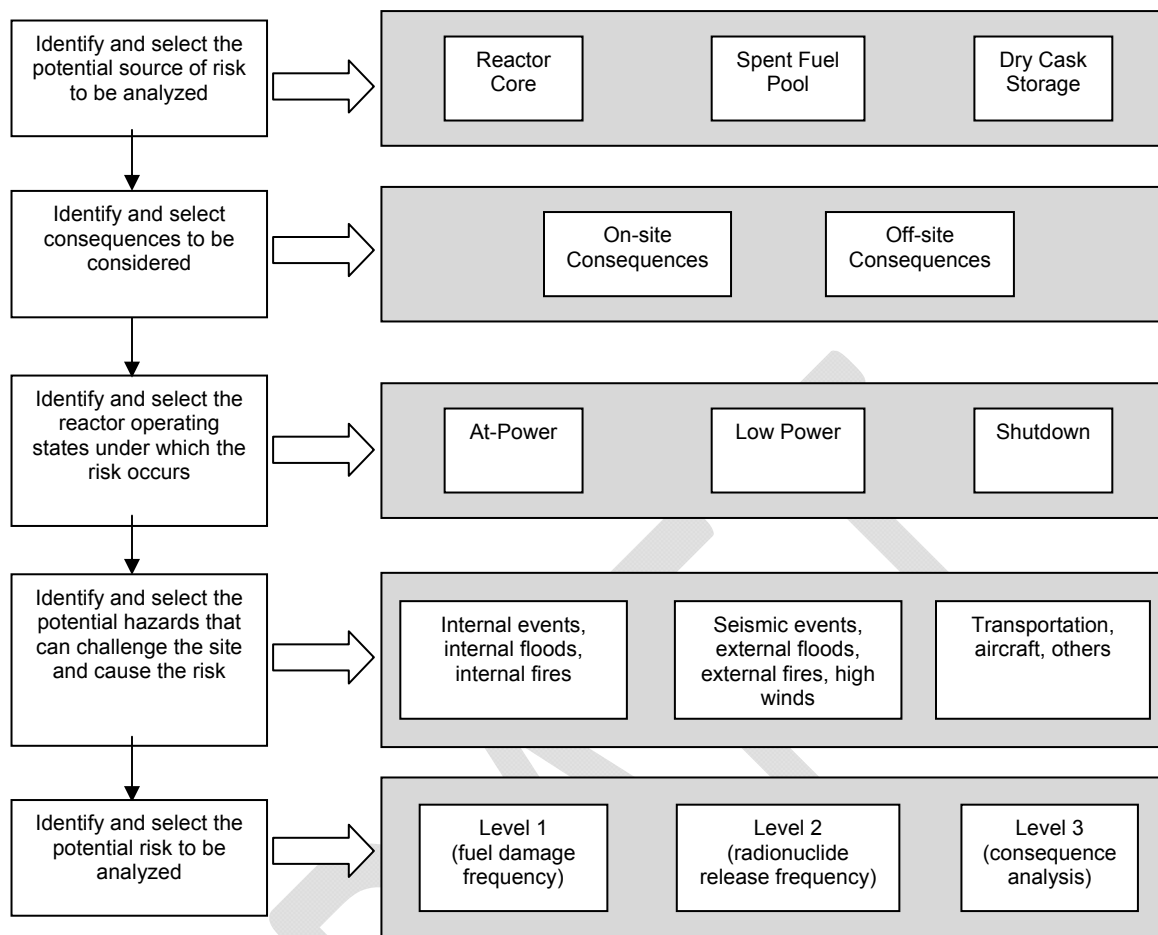 Identify and select the
potential source of risk
to be analyzed
Reactor
Core
Spent Fuel
Pool
Dry Cask
Storage
Identify and select
consequences to be
considered
On-site
Consequences
Off-site
Consequences
Identify and select the
reactor operating
states under which the
risk occurs
At-Power
Low Power
Shutdown
Identify and select the
potential hazards that
can challenge the site
and cause the risk
Internal events,
internal floods,
internal fires
Seismic events,
external floods,
external fires, high
winds
Transportation,
aircraft, others
Identify and select the
potential risk to be
analyzed
Level 1
(fuel damage
frequency)
Level 2
(radionuclide
release frequency)
Level 3
(consequence
analysis)